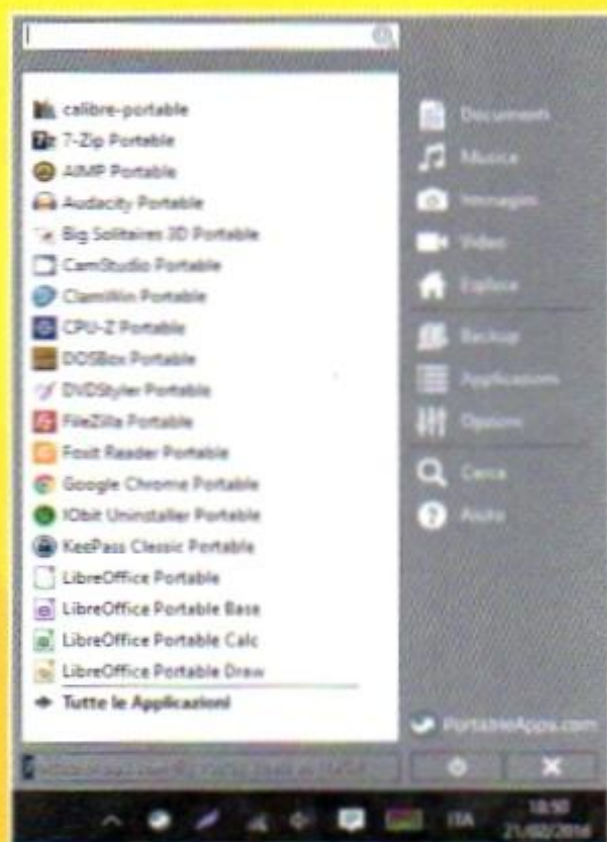 calibre-portable
7-Zip Portable
AIMP Portable
Audacity Portable
Big Solitaires 3D Portable
CamStudio Portable
ClamWin Portable
CPU-Z Portable
DOSBox Portable
DVDStyler Portable
FileZilla Portable
Foxit Reader Portable
Google Chrome Portable
IObit Uninstaller Portable
KeePass Classic Portable
LibreOffice Portable
LibreOffice Portable Base
LibreOffice Portable Calc
LibreOffice Portable Draw
Tutte le Applicazioni
Documenti
Musica
Immagini
Video
Esplora
Backup
Applicazioni
Opzioni
Cerca
Aiuto
PortableApps.com
ITA
18:50
21/02/2016